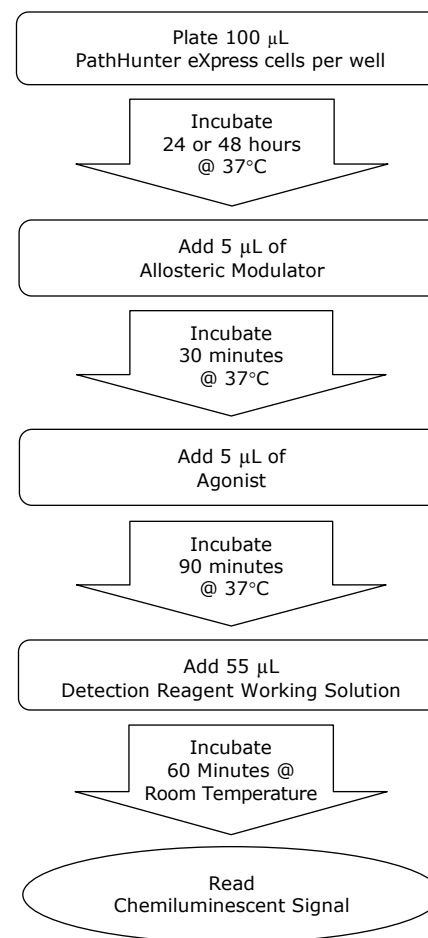 Plate 100 μL
PathHunter eXpress cells per well
Incubate
24 or 48 hours
@ 37°C
Add 5 μL of
Allosteric Modulator
Incubate
30 minutes
@ 37°C
Add 5 μL of
Agonist
Incubate
90 minutes
@ 37°C
Add 55 μL
Detection Reagent Working Solution
Incubate
60 Minutes @
Room Temperature
Read
Chemiluminescent Signal